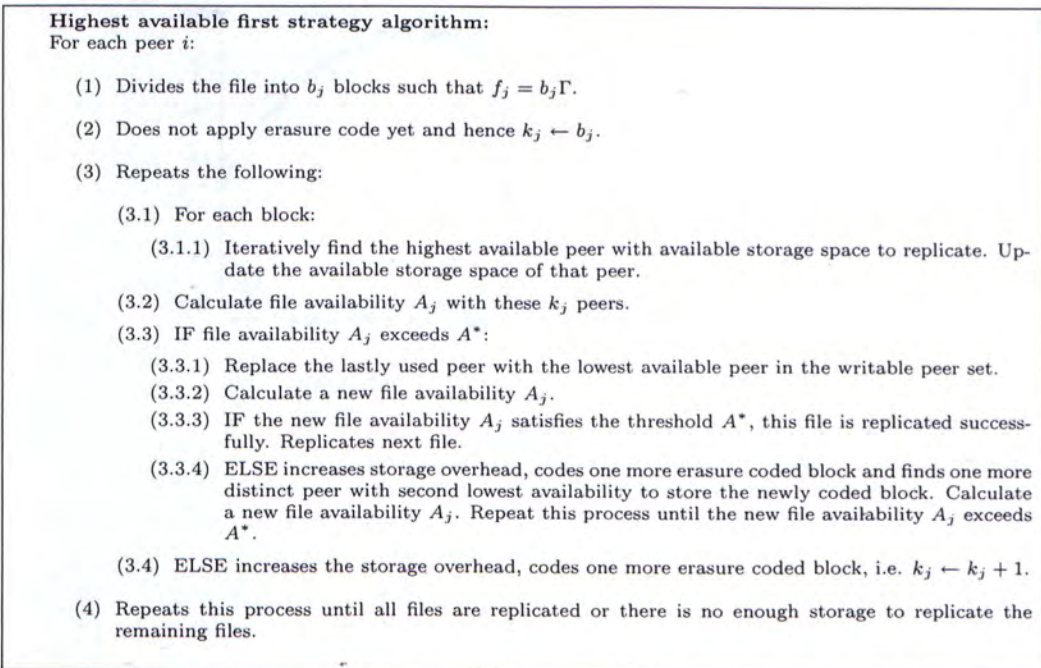 Highest available first strategy algorithm:
For each peer i:
(1) Divides the file into b_j blocks such that f_j = b_jΓ.
(2) Does not apply erasure code yet and hence k_j ← b_j.
(3) Repeats the following:
(3.1) For each block:
(3.1.1) Iteratively find the highest available peer with available storage space to replicate. Up-
date the available storage space of that peer.
(3.2) Calculate file availability A_j with these k_j peers.
(3.3) IF file availability A_j exceeds A*:
(3.3.1) Replace the lastly used peer with the lowest available peer in the writable peer set.
(3.3.2) Calculate a new file availability A_j.
(3.3.3) IF the new file availability A_j satisfies the threshold A*, this file is replicated success-
fully. Replicates next file.
(3.3.4) ELSE increases storage overhead, codes one more erasure coded block and finds one more
distinct peer with second lowest availability to store the newly coded block. Calculate
a new file availability A_j. Repeat this process until the new file availability A_j exceeds
A*.
(3.4) ELSE increases the storage overhead, codes one more erasure coded block, i.e. k_j ← k_j + 1.
(4) Repeats this process until all files are replicated or there is no enough storage to replicate the
remaining files.